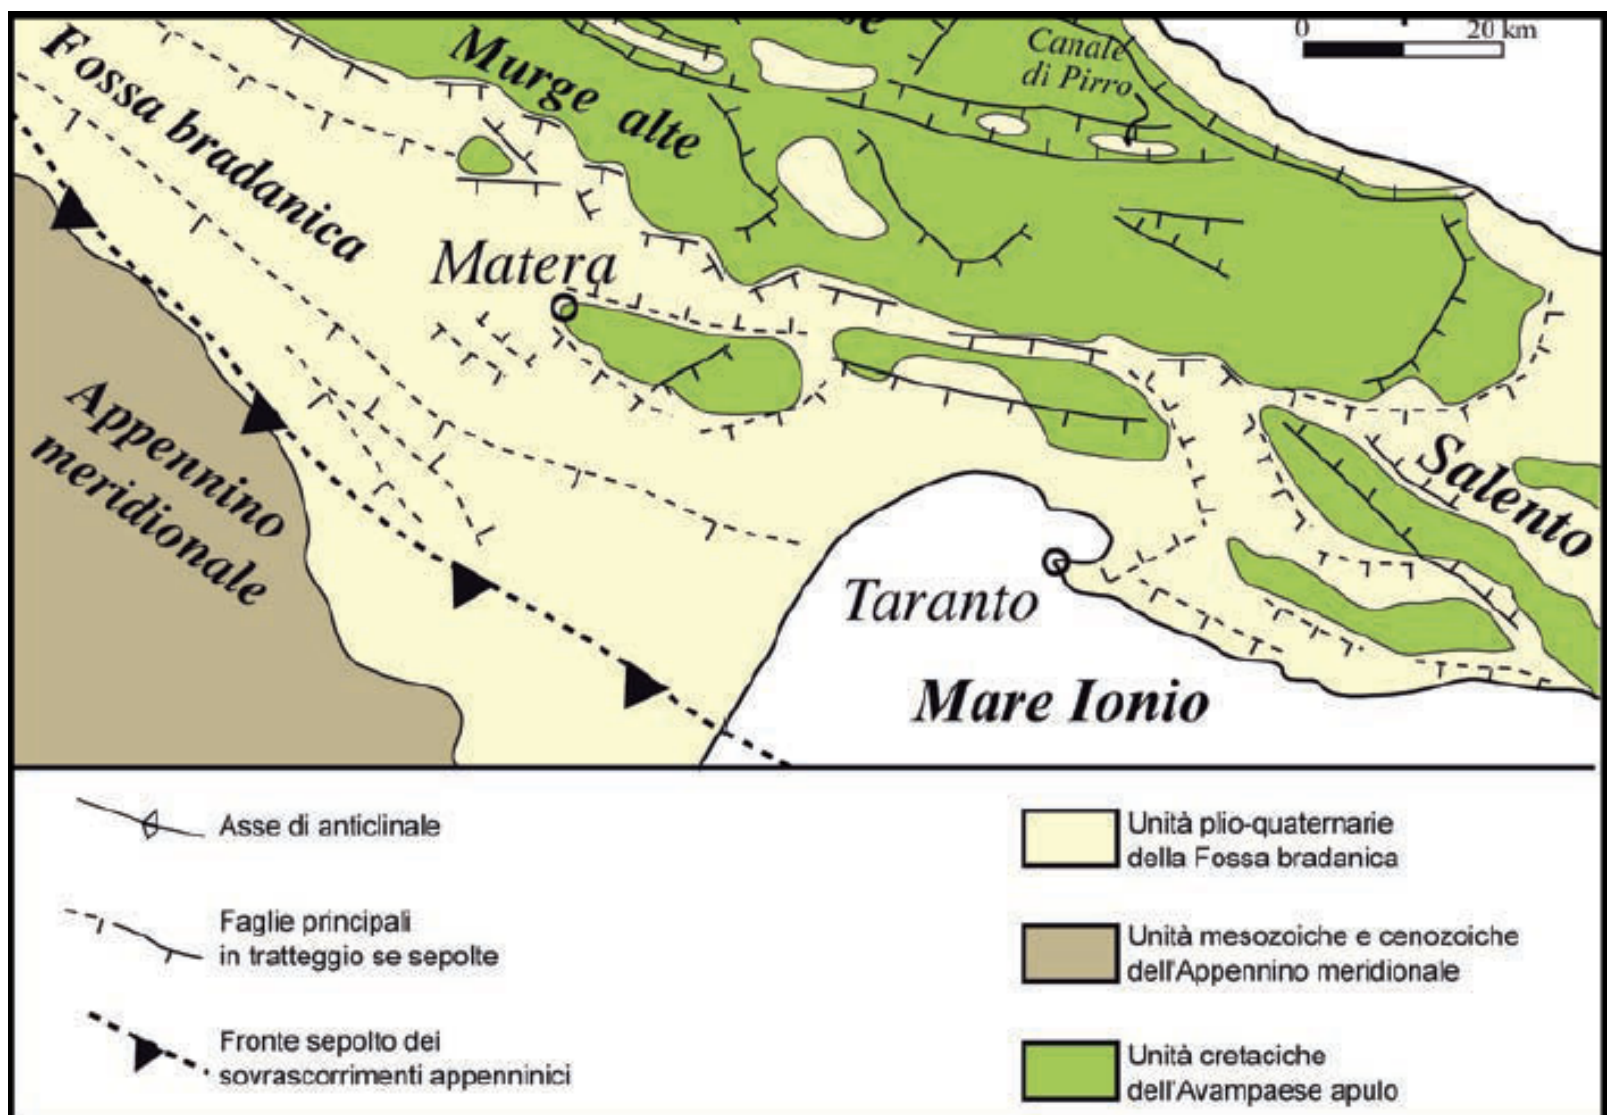 0 20 km
Canale
di Pirro
Fossa bradanica
Murge alte
Matera
Appennino
meridionale
Salento
Taranto
Mare Ionio
Asse di anticlinale
Faglie principali
in tratteggio se sepolte
Fronte sepolto dei
sovrascorrimenti appenninici
Unità plio-quaternarie
della Fossa bradanica
Unità mesozoiche e cenozoiche
dell'Appennino meridionale
Unità cretaciche
dell'Avampaese apulo